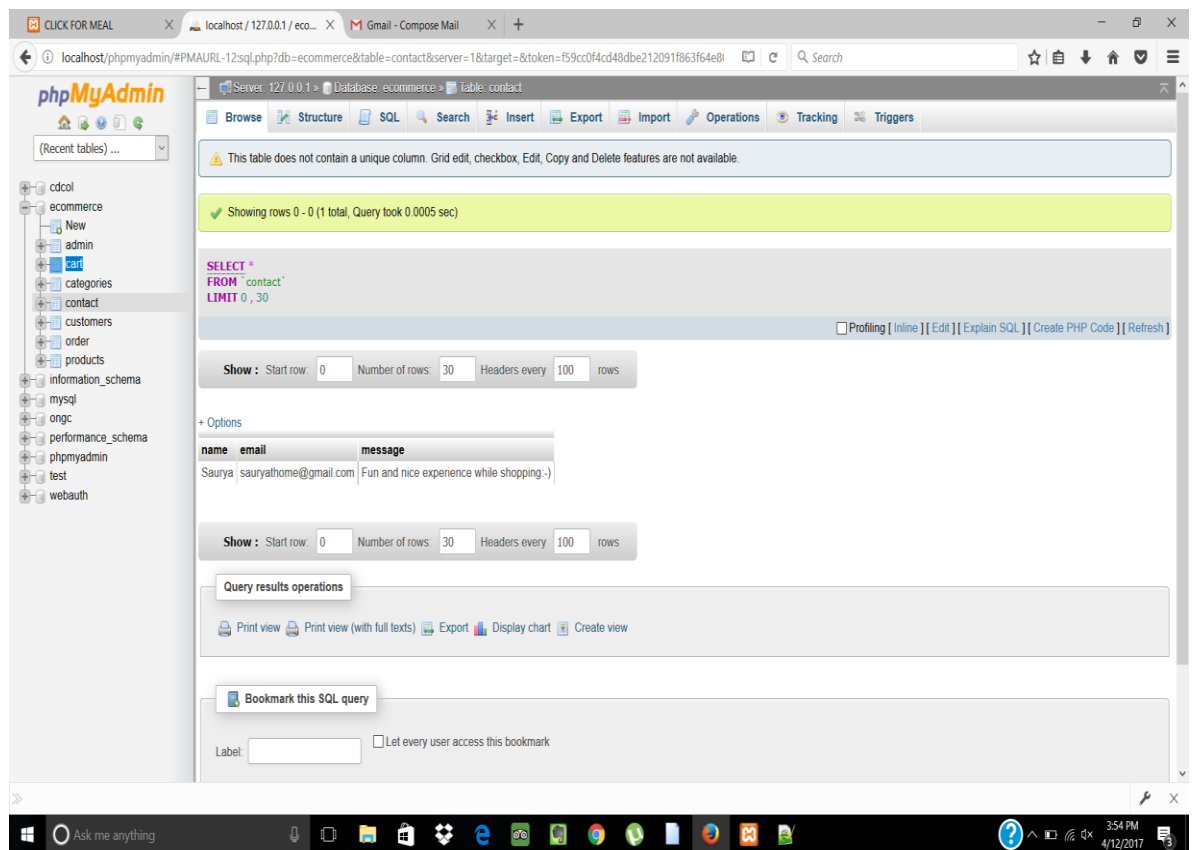 CLICK FOR MEAL
localhost / 127.0.0.1 / eco...
Gmail - Compose Mail
localhost/phpmyadmin/#PMAURL-12:sql.php?db=ecommerce&table=contact&server=1&target=&token=f59cc0f4cd48dbe212091f863f64e8
Search
phpMyAdmin
(Recent tables) ...
cdcol
ecommerce
New
admin
cart
categories
contact
customers
order
products
information_schema
mysql
ongc
performance_schema
phpmyadmin
test
webauth
Server: 127.0.0.1 » Database: ecommerce » Table: contact
Browse Structure SQL Search Insert Export Import Operations Tracking Triggers
This table does not contain a unique column. Grid edit, checkbox, Edit, Copy and Delete features are not available.
Showing rows 0 - 0 (1 total, Query took 0.0005 sec)
SELECT *
FROM `contact`
LIMIT 0 , 30
Profiling [ Inline ] [ Edit ] [ Explain SQL ] [ Create PHP Code ] [ Refresh ]
Show : Start row: 0 Number of rows: 30 Headers every 100 rows
+ Options
name email message
Saurya sauryathome@gmail.com Fun and nice experience while shopping:-)
Show : Start row: 0 Number of rows: 30 Headers every 100 rows
Query results operations
Print view Print view (with full texts) Export Display chart Create view
Bookmark this SQL query
Label: Let every user access this bookmark
Ask me anything
3:54 PM
4/12/2017
3